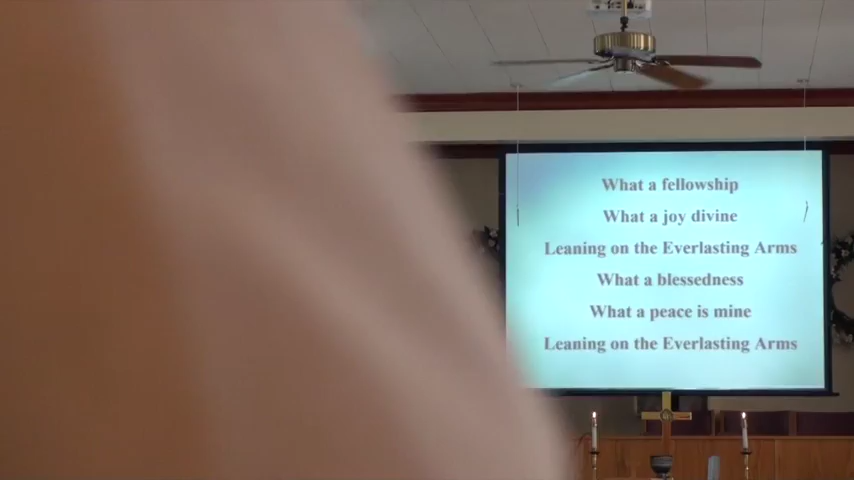 What a fellowship
What a joy divine
Leaning on the Everlasting Arms
What a blessedness
What a peace is mine
Leaning on the Everlasting Arms